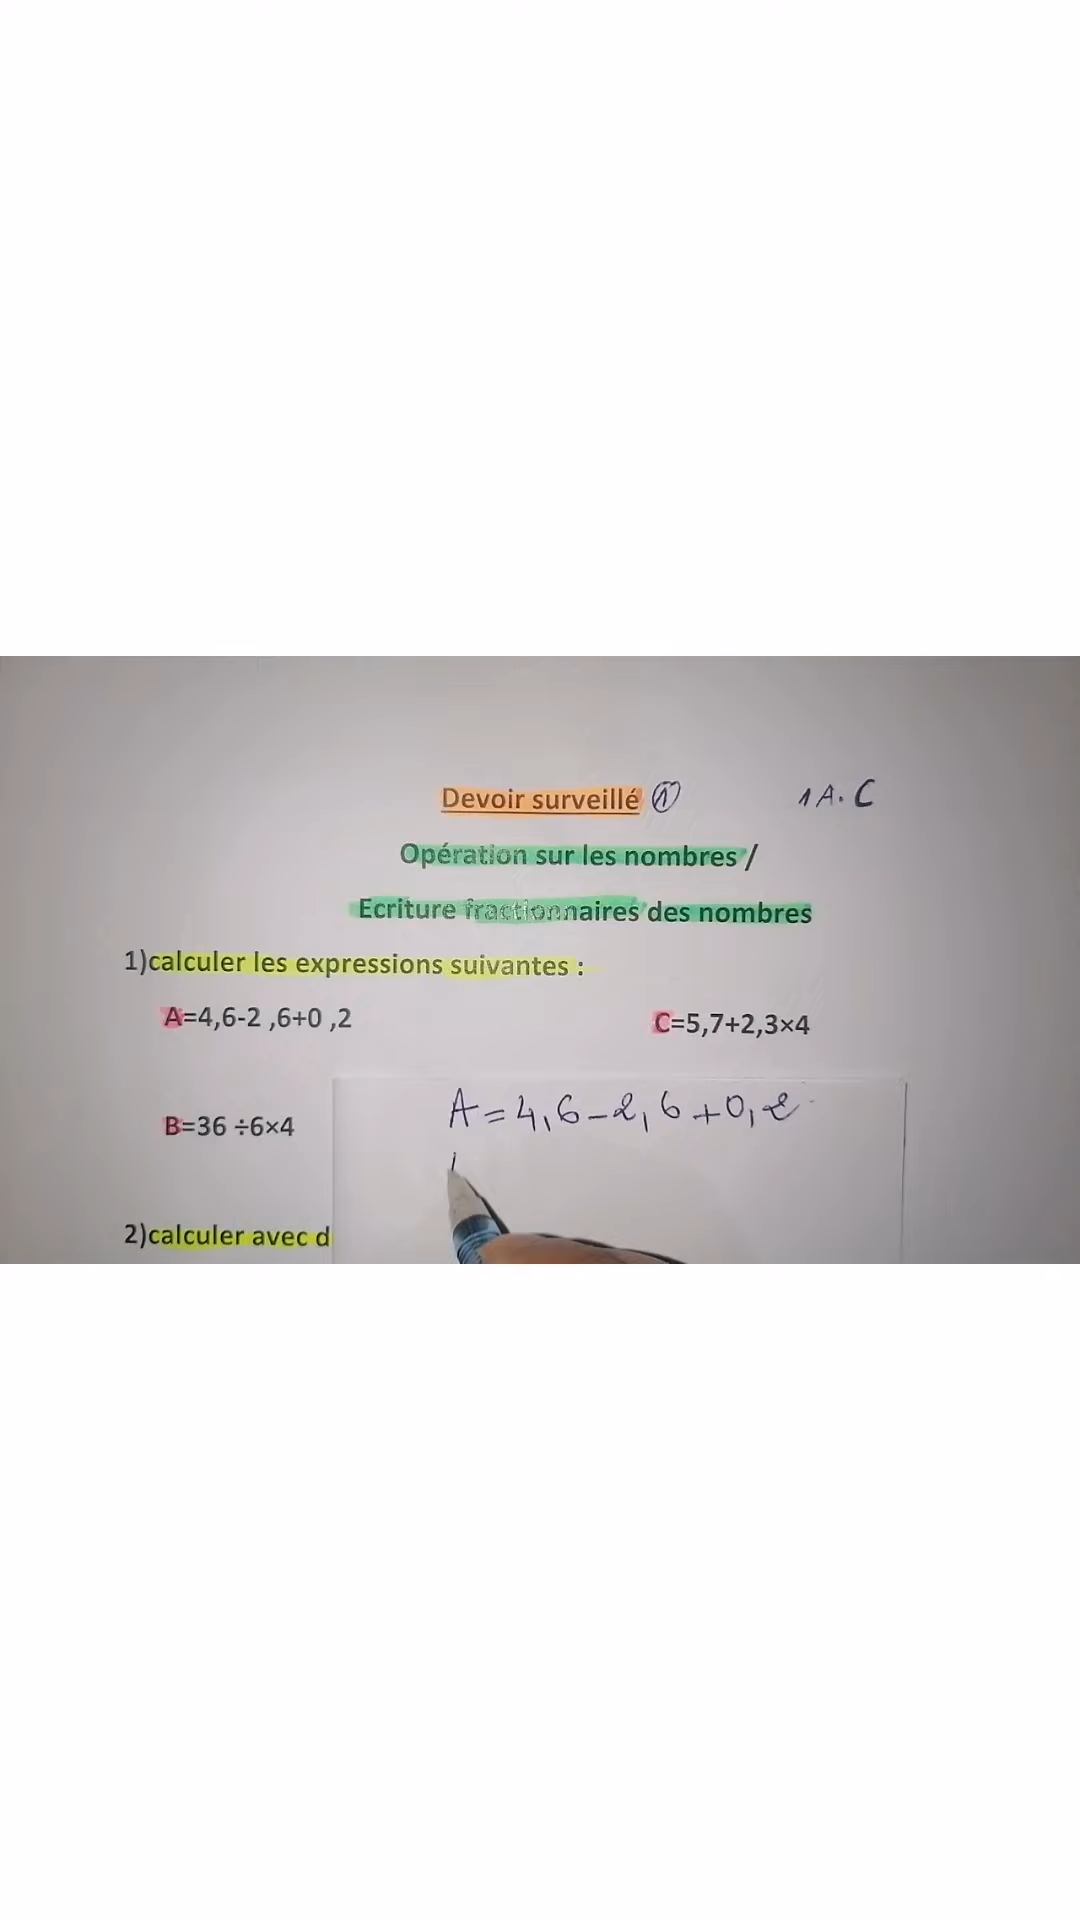 Devoir surveillé ① 1 A.C
Opération sur les nombres /
Ecriture fractionnaires des nombres
1)calculer les expressions suivantes :
A=4,6-2 ,6+0 ,2 C=5,7+2,3×4
A = 4,6 - 2,6 + 0,2
B=36 ÷6×4
2)calculer avec d